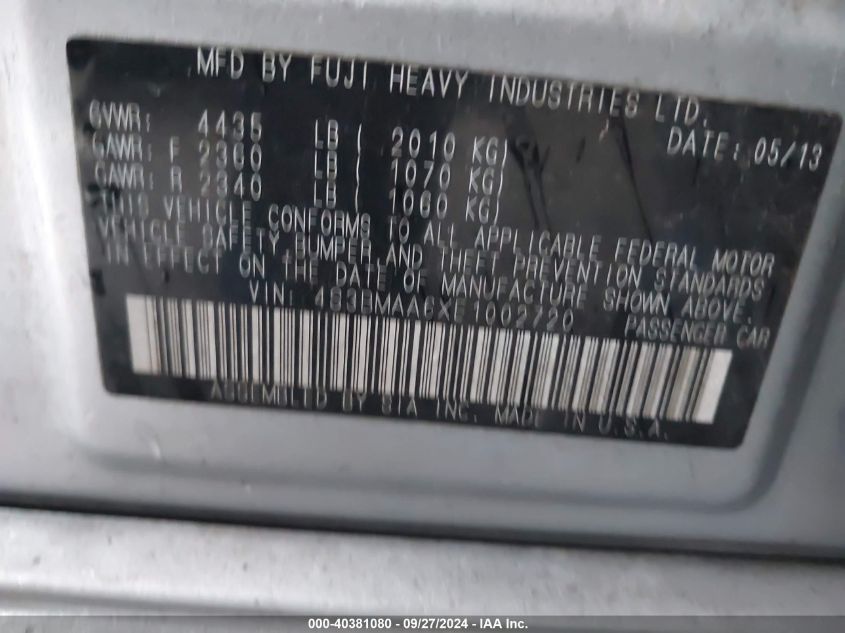 MFD BY FUJI HEAVY INDUSTRIES LTD.
GVWR: 4435 LB ( 2010 KG) DATE: 05/13
GAWR: F 2360 LB ( 1070 KG)
GAWR: R 2340 LB ( 1060 KG)
THIS VEHICLE CONFORMS TO ALL APPLICABLE FEDERAL MOTOR
VEHICLE SAFETY, BUMPER, AND THEFT PREVENTION STANDARDS
IN EFFECT ON THE DATE OF MANUFACTURE SHOWN ABOVE.
VIN: 4S3BMAA6XE1002720 PASSENGER CAR
ASSEMBLED BY SIA INC. MADE IN U.S.A.
000-40381080 - 09/27/2024 - IAA Inc.